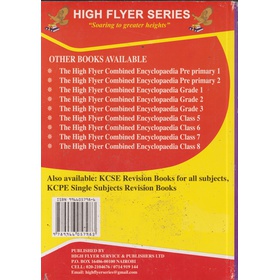 HIGH FLYER SERIES
"Soaring to greater heights"
OTHER BOOKS AVAILABLE
The High Flyer Combined Encyclopaedia Pre primary 1
The High Flyer Combined Encyclopaedia Pre primary 2
The High Flyer Combined Encyclopaedia Grade 1
The High Flyer Combined Encyclopaedia Grade 2
The High Flyer Combined Encyclopaedia Grade 3
The High Flyer Combined Encyclopaedia Class 5
The High Flyer Combined Encyclopaedia Class 6
The High Flyer Combined Encyclopaedia Class 7
The High Flyer Combined Encyclopaedia Class 8
Also available: KCSE Revision Books for all subjects,
KCPE Single Subjects Revision Books
PUBLISHED BY
HIGH FLYER SERVICE & PUBLISHERS LTD